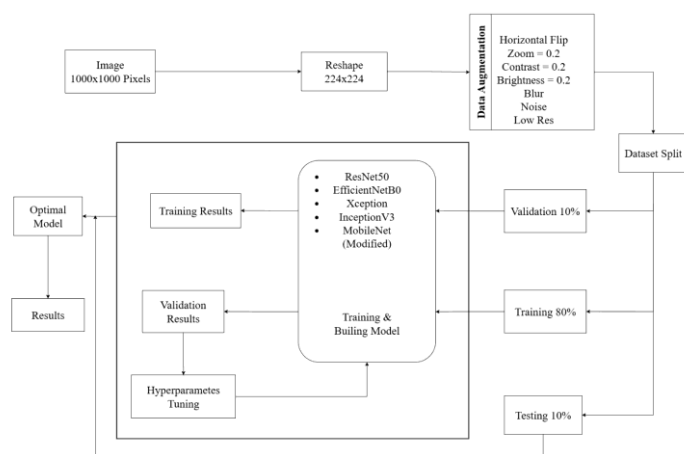 Image
1000x1000 Pixels
Reshape
224x224
Data Augmentation
Horizontal Flip
Zoom = 0.2
Contrast = 0.2
Brightness = 0.2
Blur
Noise
Low Res
Dataset Split
Optimal
Model
Results
Training Results
Validation
Results
Hyperparametes
Tuning
• ResNet50
• EfficientNetB0
• Xception
• InceptionV3
• MobileNet
(Modified)
Training &
Builing Model
Validation 10%
Training 80%
Testing 10%